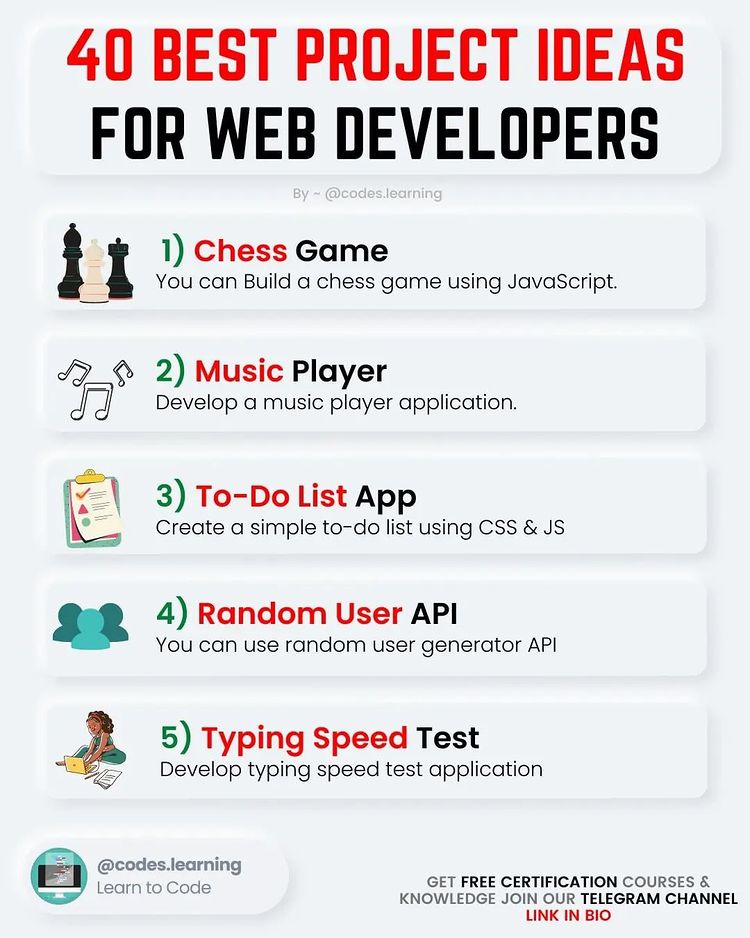 40 BEST PROJECT IDEAS
FOR WEB DEVELOPERS
By ~ @codes.learning
1) Chess Game
You can Build a chess game using JavaScript.
2) Music Player
Develop a music player application.
3) To-Do List App
Create a simple to-do list using CSS & JS
4) Random User API
You can use random user generator API
5) Typing Speed Test
Develop typing speed test application
@codes.learning
Learn to Code
GET FREE CERTIFICATION COURSES &
KNOWLEDGE JOIN OUR TELEGRAM CHANNEL
LINK IN BIO